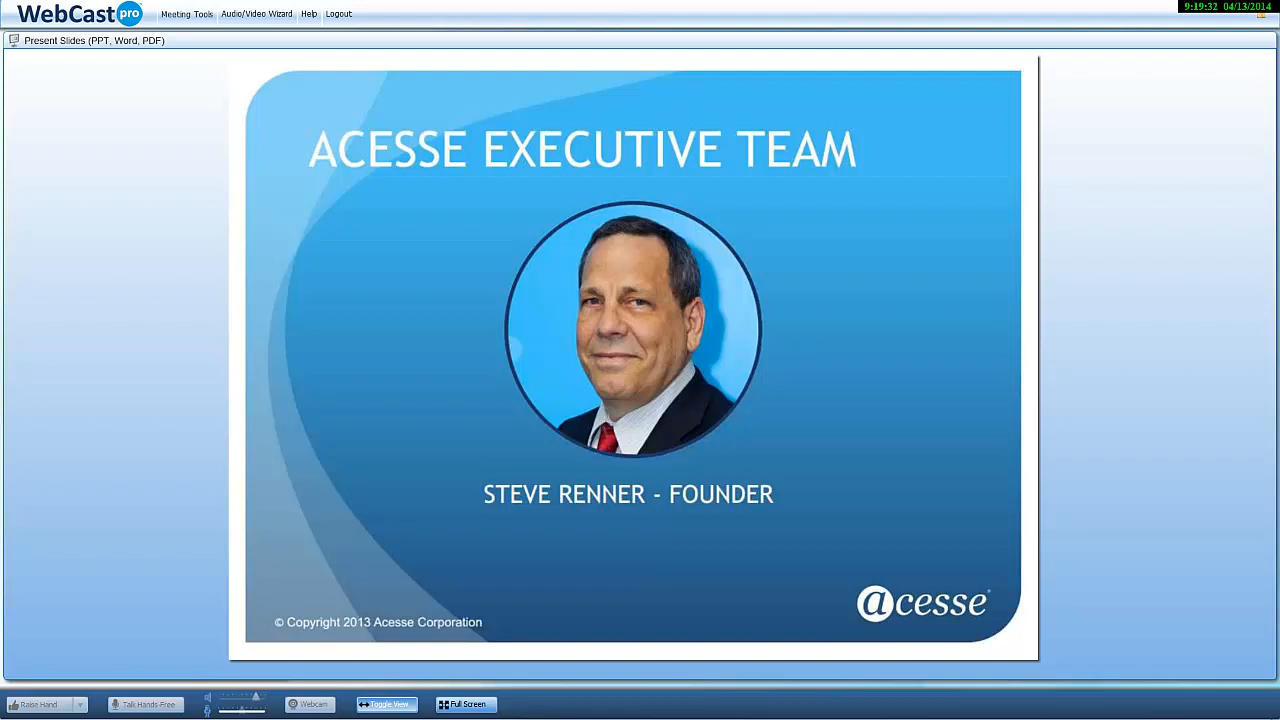 WebCast pro
Meeting Tools Audio/Video Wizard Help Logout
9:19:32 04/13/2014
Present Slides (PPT, Word, PDF)
ACESSE EXECUTIVE TEAM
STEVE RENNER - FOUNDER
@cesse
© Copyright 2013 Acesse Corporation
Raise Hand Talk Hands-Free Webcam Toggle View Full Screen